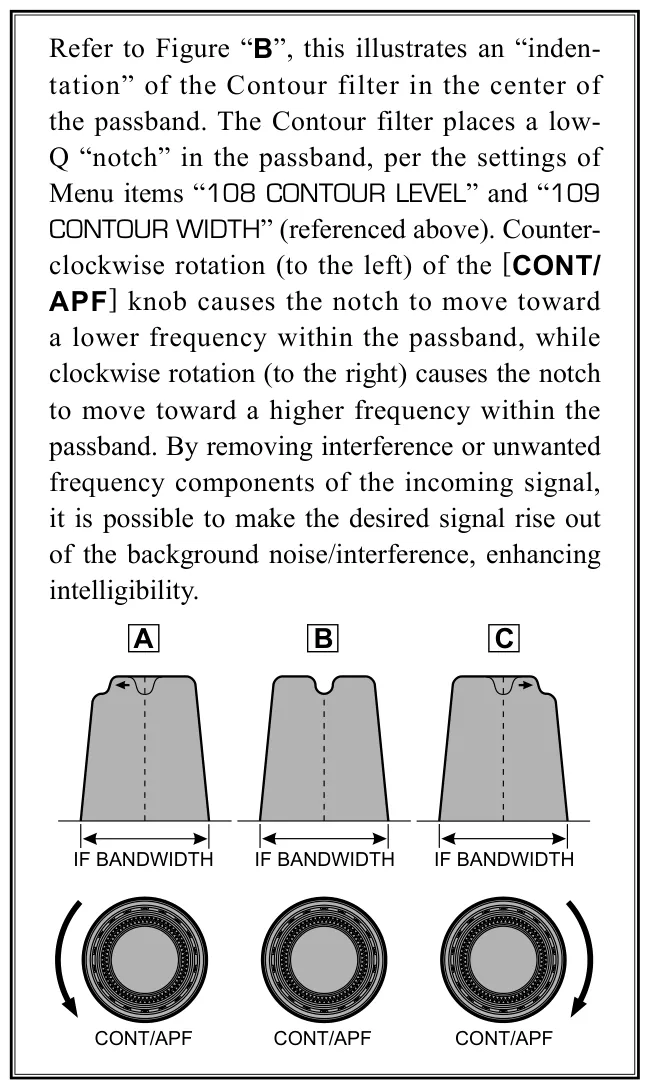 Refer to Figure “B”, this illustrates an “inden-
tation” of the Contour filter in the center of
the passband. The Contour filter places a low-
Q “notch” in the passband, per the settings of
Menu items “108 CONTOUR LEVEL” and “109
CONTOUR WIDTH” (referenced above). Counter-
clockwise rotation (to the left) of the [CONT/
APF] knob causes the notch to move toward
a lower frequency within the passband, while
clockwise rotation (to the right) causes the notch
to move toward a higher frequency within the
passband. By removing interference or unwanted
frequency components of the incoming signal,
it is possible to make the desired signal rise out
of the background noise/interference, enhancing
intelligibility.
A B C
IF BANDWIDTH IF BANDWIDTH IF BANDWIDTH
CONT/APF CONT/APF CONT/APF